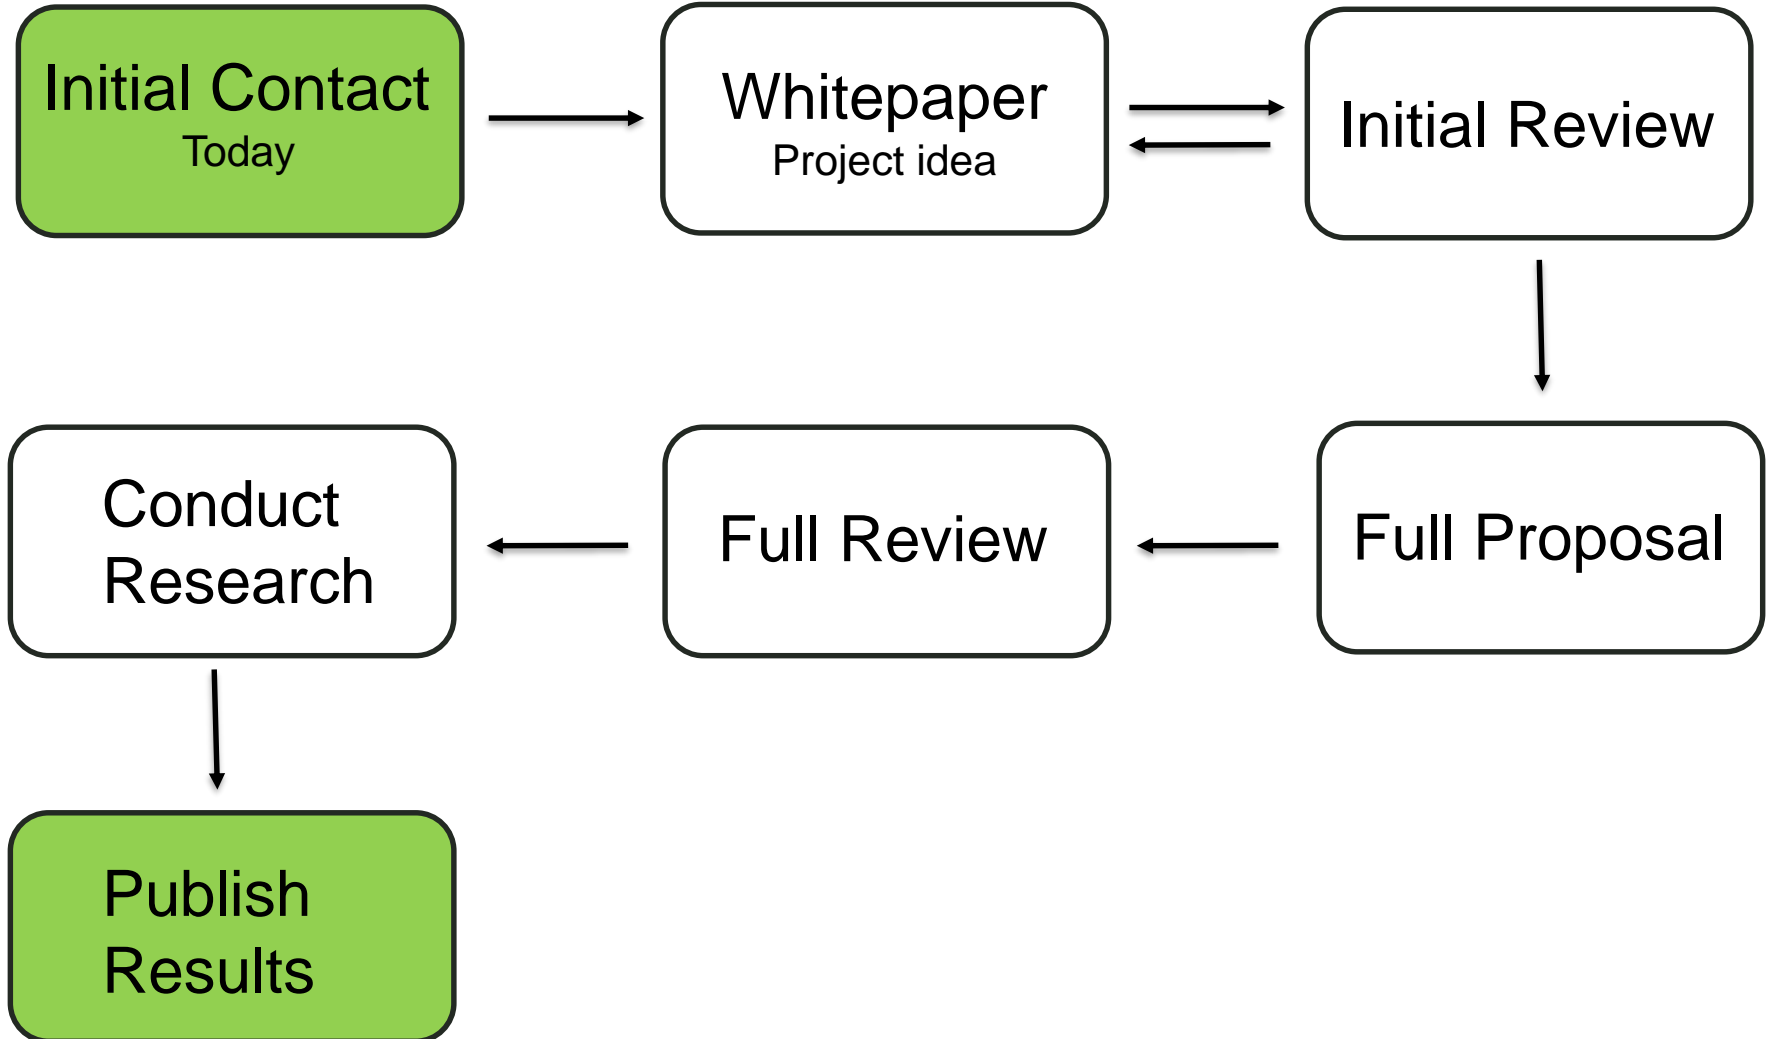 Initial Contact
Today
Whitepaper
Project idea
Initial Review
Full Proposal
Full Review
Conduct
Research
Publish
Results